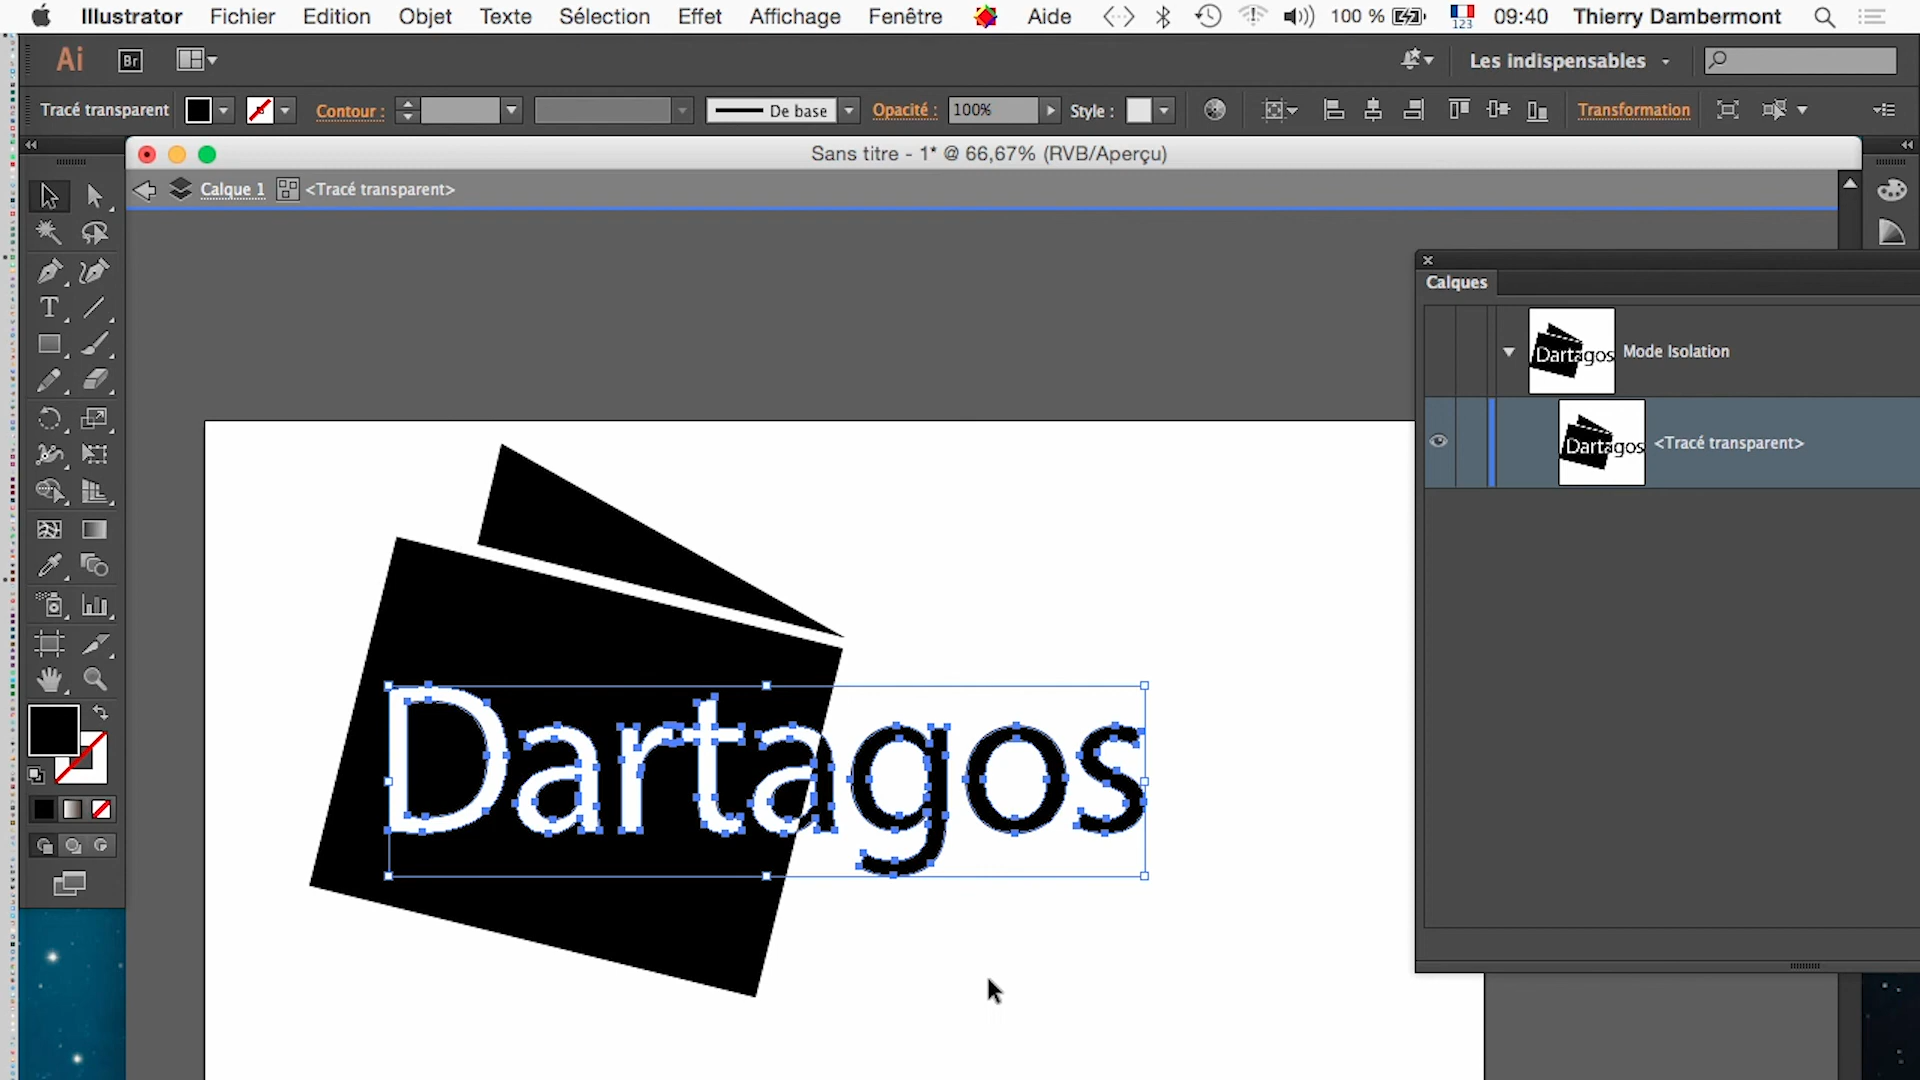 Illustrator Fichier Edition Objet Texte Sélection Effet Affichage Fenêtre Aide 100 % 123 09:40 Thierry Dambermont
Ai Br Les indispensables
Tracé transparent Contour : De base Opacité : 100% Style : Transformation
Sans titre - 1* @ 66,67% (RVB/Aperçu)
Calque 1 <Tracé transparent>
Calques
Dartagos Mode Isolation
Dartagos <Tracé transparent>
T
Dartagos